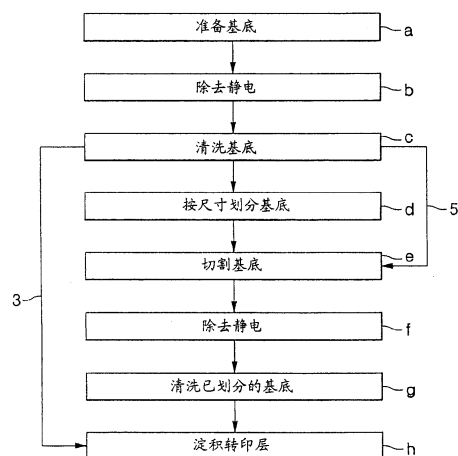 准备基底 a
除去静电 b
清洗基底 c
按尺寸划分基底 d
5
切割基底 e
3
除去静电 f
清洗已划分的基底 g
淀积转印层 h